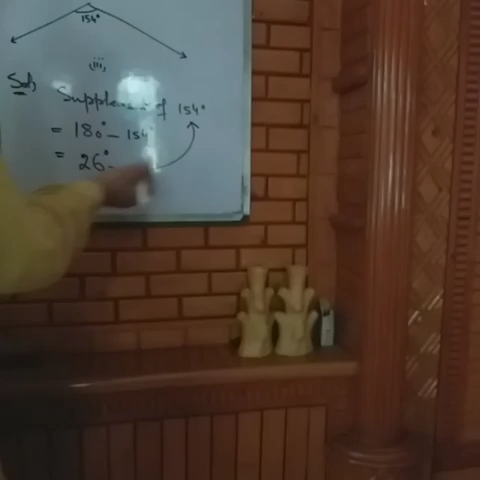 154°
(iii)
Sol,
Supplement of 154°
= 180° - 154°
= 26°